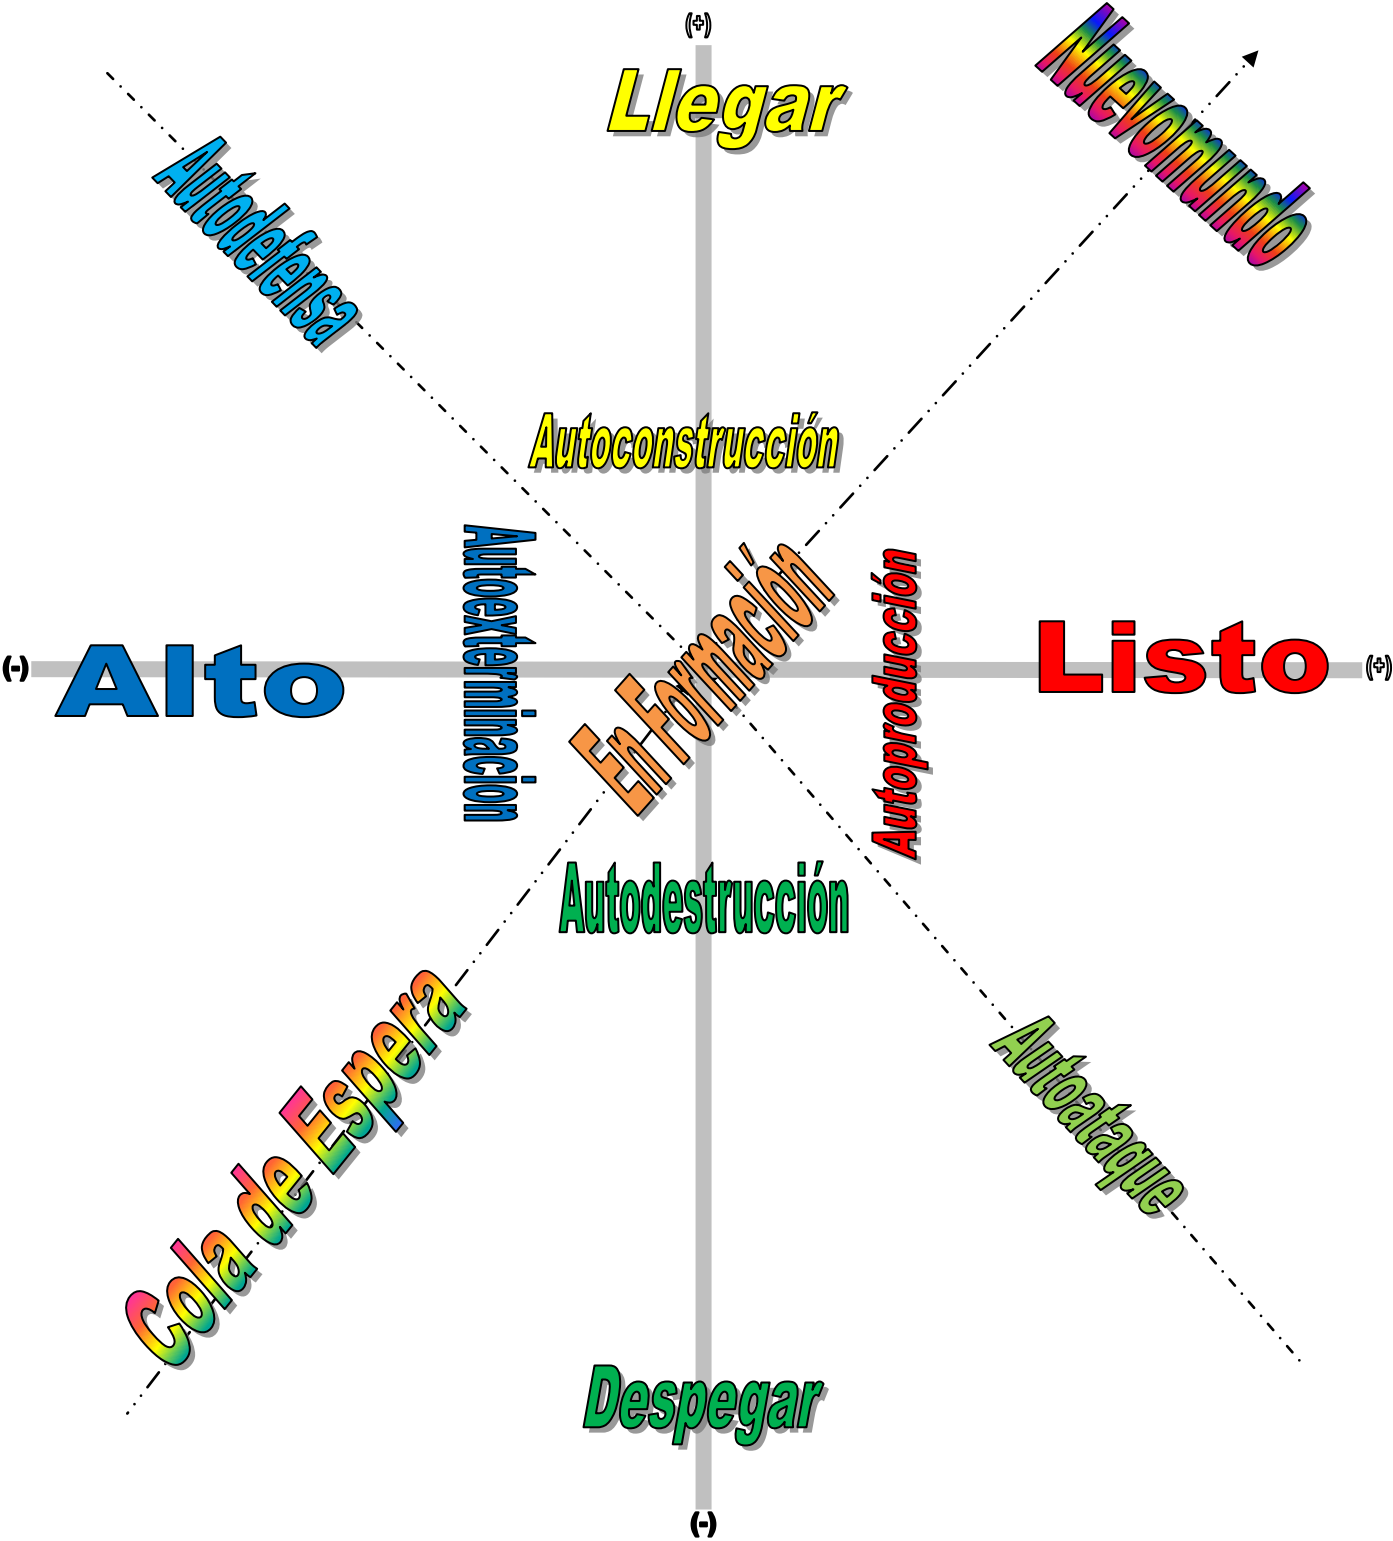 (+)
Llegar
Nuevomundo
Autodefensa
Autoconstrucción
Autoexterminacion
En Formación
Autoproducción
(-)
Alto
Listo
(+)
Autodestrucción
Cola de Espera
Autoataque
Despegar
(-)